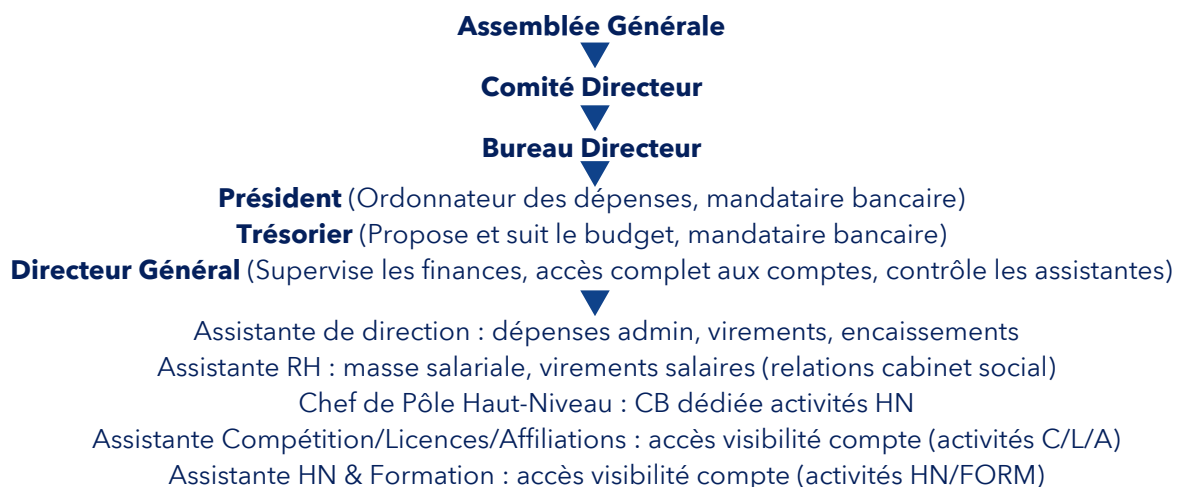 Assemblée Générale
Comité Directeur
Bureau Directeur
Président (Ordonnateur des dépenses, mandataire bancaire)
Trésorier (Propose et suit le budget, mandataire bancaire)
Directeur Général (Supervise les finances, accès complet aux comptes, contrôle les assistantes)
Assistante de direction : dépenses admin, virements, encaissements
Assistante RH : masse salariale, virements salaires (relations cabinet social)
Chef de Pôle Haut-Niveau : CB dédiée activités HN
Assistante Compétition/Licences/Affiliations : accès visibilité compte (activités C/L/A)
Assistante HN & Formation : accès visibilité compte (activités HN/FORM)